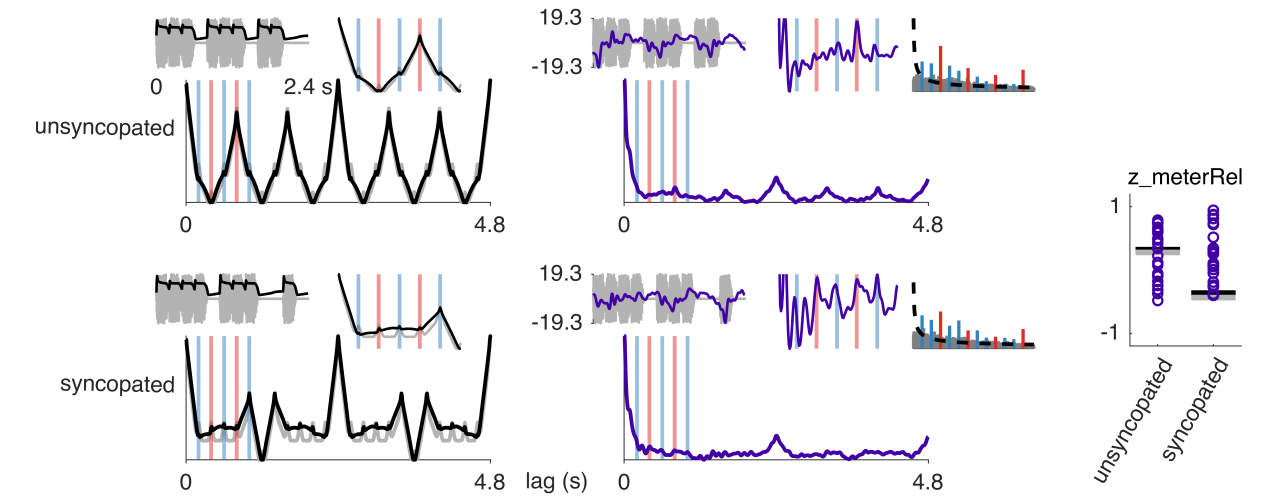 19.3
-19.3
0
2.4 s
unsyncopated
0
4.8
0
4.8
z_meterRel
1
-1
unsyncopated
syncopated
19.3
-19.3
syncopated
0
4.8
lag (s)
0
4.8